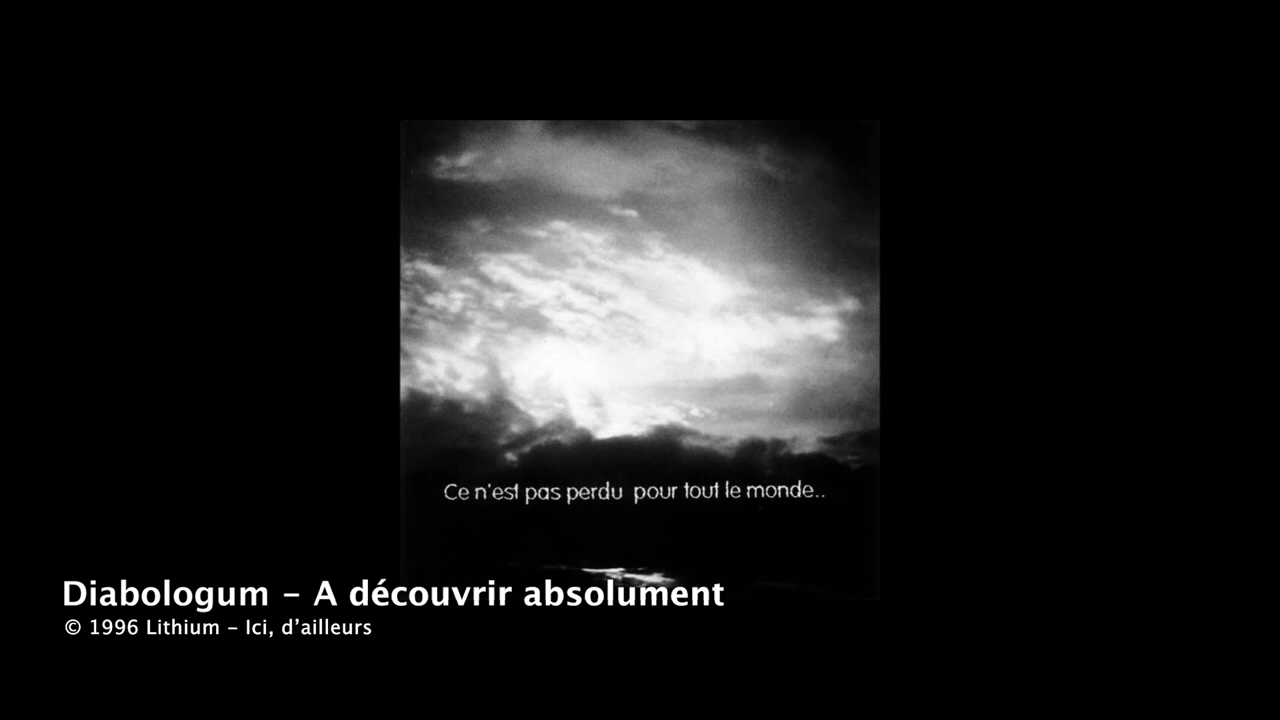 Ce n'est pas perdu pour tout le monde..
Diabologum – A découvrir absolument
© 1996 Lithium – Ici, d’ailleurs